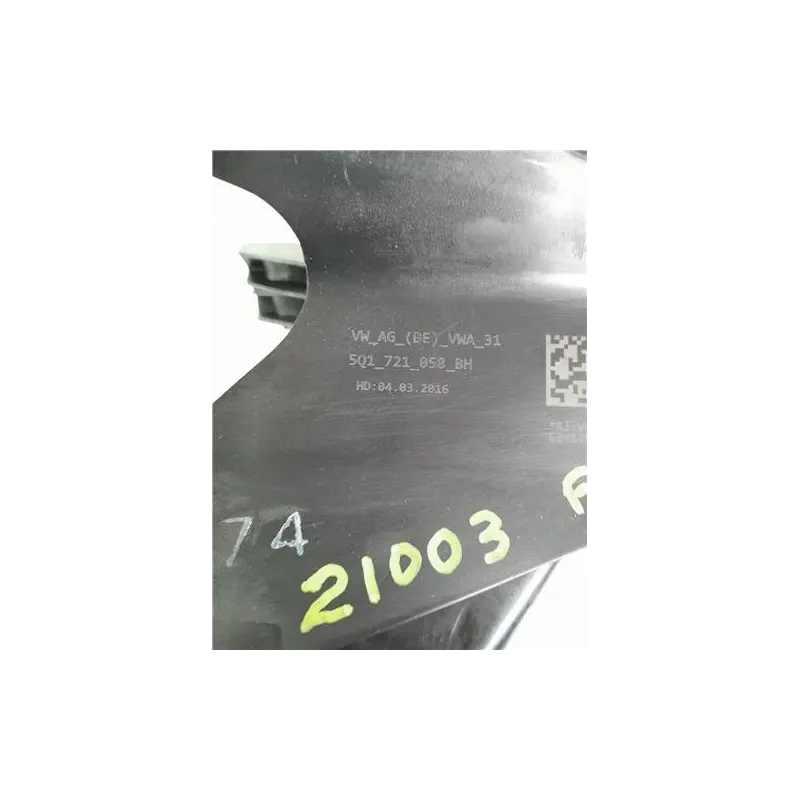 VW_AG_(DE)_VWA_31
5Q1_721_058_BH
HD:04.03.2016
74
21003 F